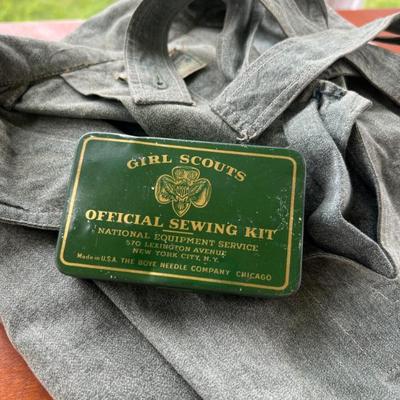 GIRL SCOUTS
OFFICIAL SEWING KIT
NATIONAL EQUIPMENT SERVICE
570 LEXINGTON AVENUE
NEW YORK CITY, N.Y.
Made in U.S.A. THE BOYE NEEDLE COMPANY CHICAGO